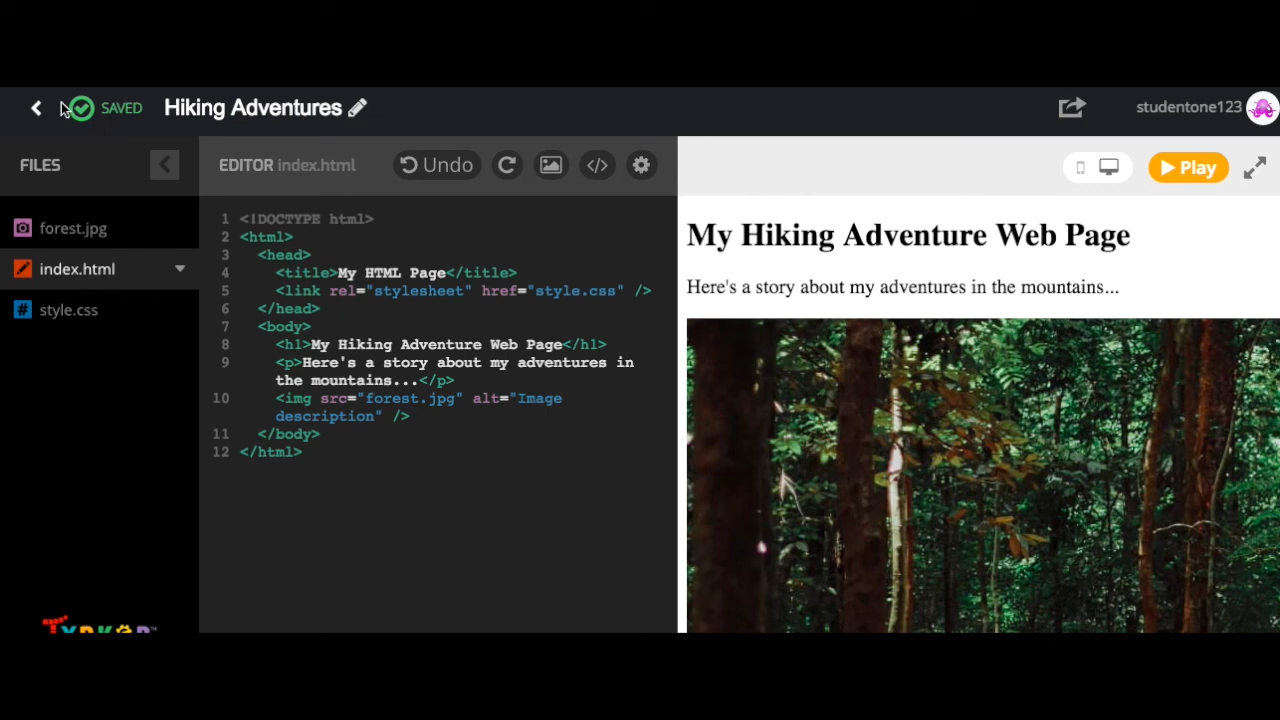 SAVED Hiking Adventures studentone123
FILES
EDITOR index.html Undo </> Play
forest.jpg
index.html
# style.css
1 <!DOCTYPE html>
2 <html>
3 <head>
4 <title>My HTML Page</title>
5 <link rel="stylesheet" href="style.css" />
6 </head>
7 <body>
8 <h1>My Hiking Adventure Web Page</h1>
9 <p>Here's a story about my adventures in
the mountains...</p>
10 <img src="forest.jpg" alt="Image
description" />
11 </body>
12 </html>
My Hiking Adventure Web Page
Here's a story about my adventures in the mountains...